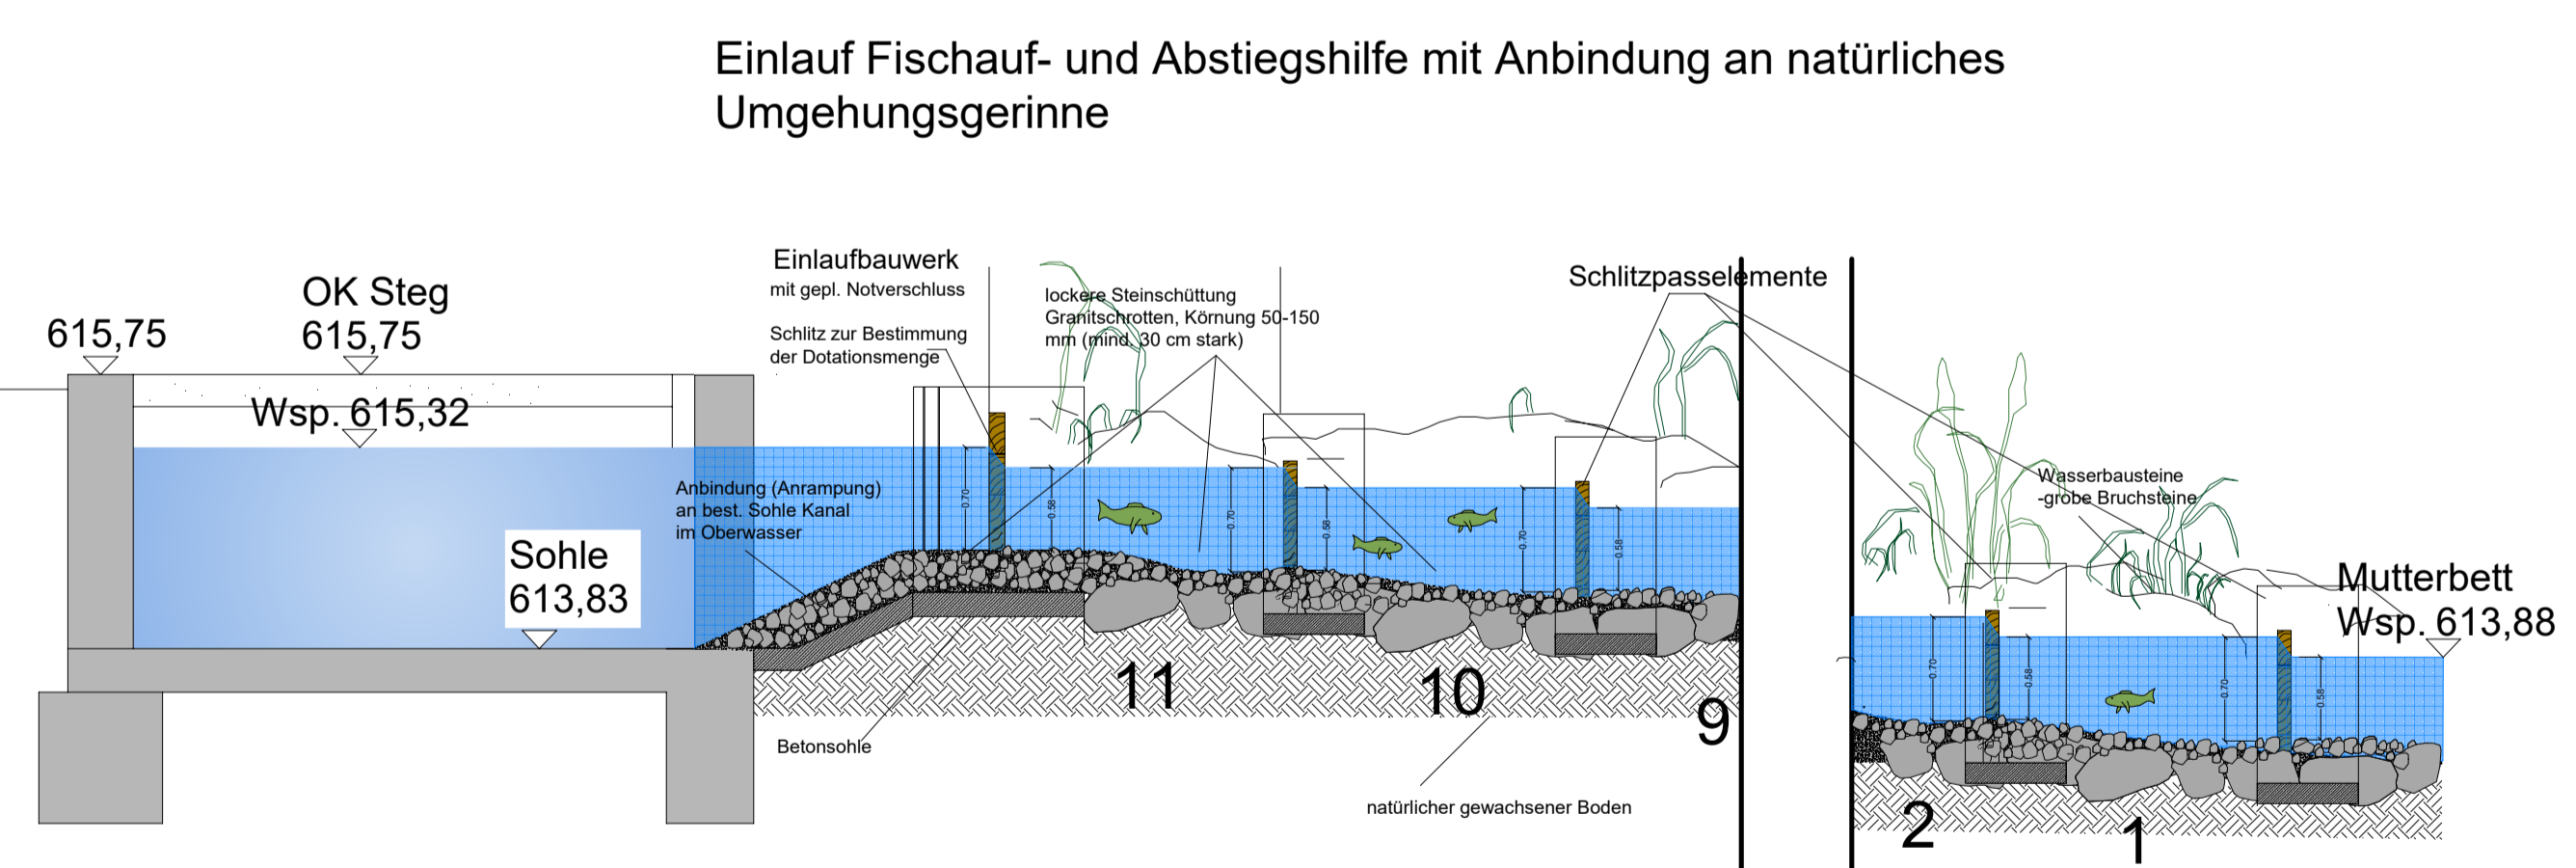 Einlauf Fischauf- und Abstiegshilfe mit Anbindung an natürliches
Umgehungsgerinne
615,75
OK Steg
615,75
Wsp. 615,32
Sohle
613,83
Einlaufbauwerk
mit gepl. Notverschluss
Schlitz zur Bestimmung
der Dotationsmenge
Anbindung (Anrampung)
an best. Sohle Kanal
im Oberwasser
lockere Steinschüttung
Granitschrotten, Körnung 50-150
mm (mind. 30 cm stark)
Schlitzpasselemente
Wasserbausteine
-grobe Bruchsteine
Mutterbett
Wsp. 613,88
0.70
0.58
0.70
0.58
0.70
0.58
0.70
0.58
0.70
0.58
11
10
9
2
1
Betonsohle
natürlicher gewachsener Boden